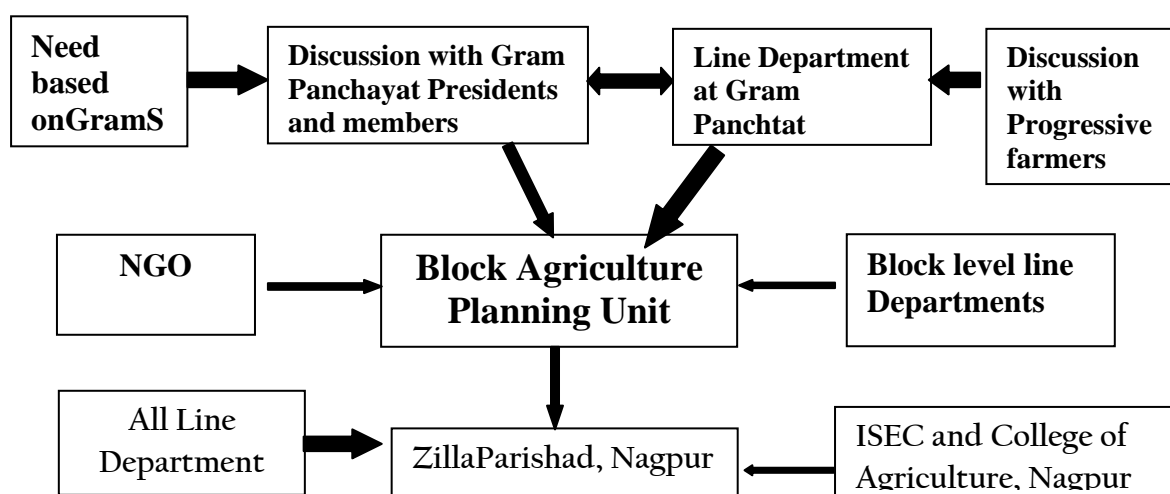 Need
based
onGramS
Discussion with Gram
Panchayat Presidents
and members
Line Department
at Gram
Panchtat
Discussion
with
Progressive
farmers
NGO
Block Agriculture
Planning Unit
Block level line
Departments
All Line
Department
ZillaParishad, Nagpur
ISEC and College of
Agriculture, Nagpur